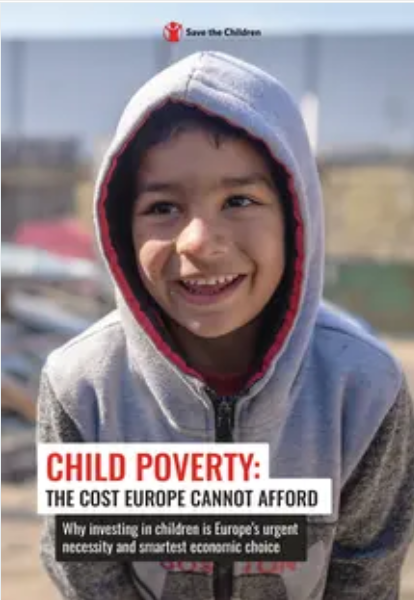 Save the Children
CHILD POVERTY:
THE COST EUROPE CANNOT AFFORD
Why investing in children is Europe's urgent
necessity and smartest economic choice